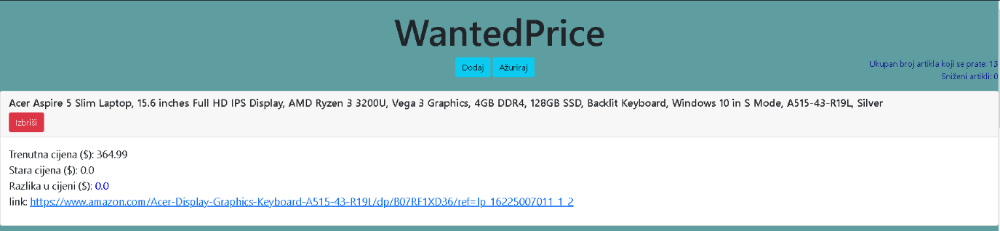 WantedPrice
Dodaj Ažuriraj
Ukupan broj artikla koji se prate: 13
Sniženi artikli: 0
Acer Aspire 5 Slim Laptop, 15.6 inches Full HD IPS Display, AMD Ryzen 3 3200U, Vega 3 Graphics, 4GB DDR4, 128GB SSD, Backlit Keyboard, Windows 10 in S Mode, A515-43-R19L, Silver
Izbriši
Trenutna cijena ($): 364.99
Stara cijena ($): 0.0
Razlika u cijeni ($): 0.0
link: https://www.amazon.com/Acer-Display-Graphics-Keyboard-A515-43-R19L/dp/B07RF1XD36/ref=lp_16225007011_1_2